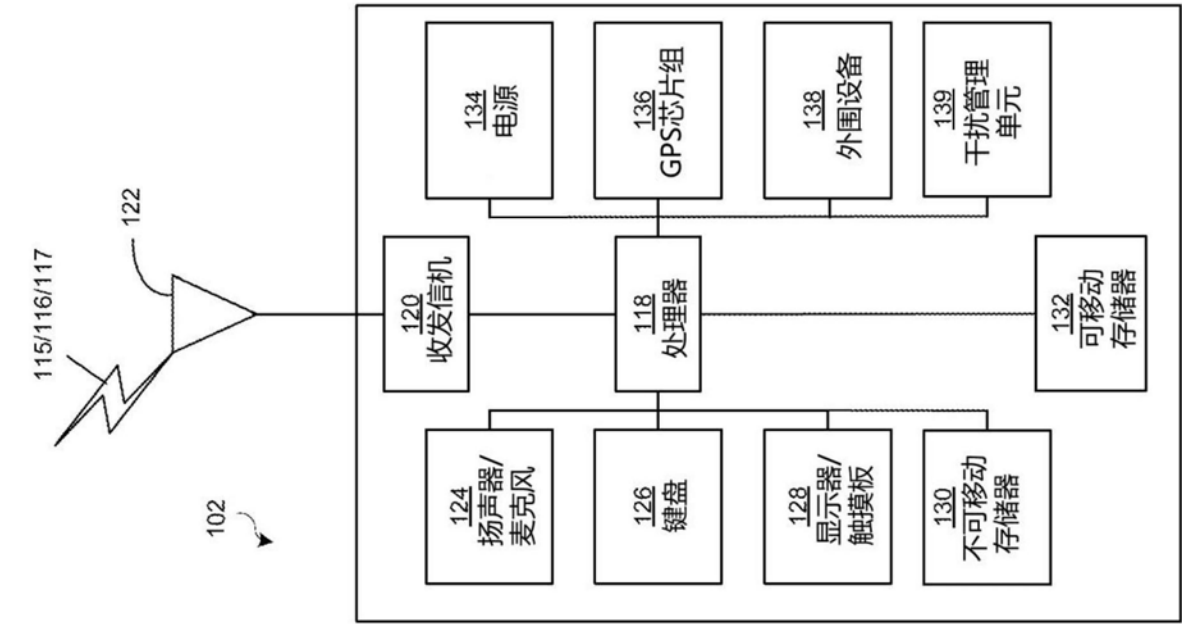 115/116/117
122
102
120
收发信机
118
处理器
132
可移动
存储器
124
扬声器/
麦克风
126
键盘
128
显示器/
触摸板
130
不可移动
存储器
134
电源
136
GPS芯片组
138
外围设备
139
干扰管理
单元